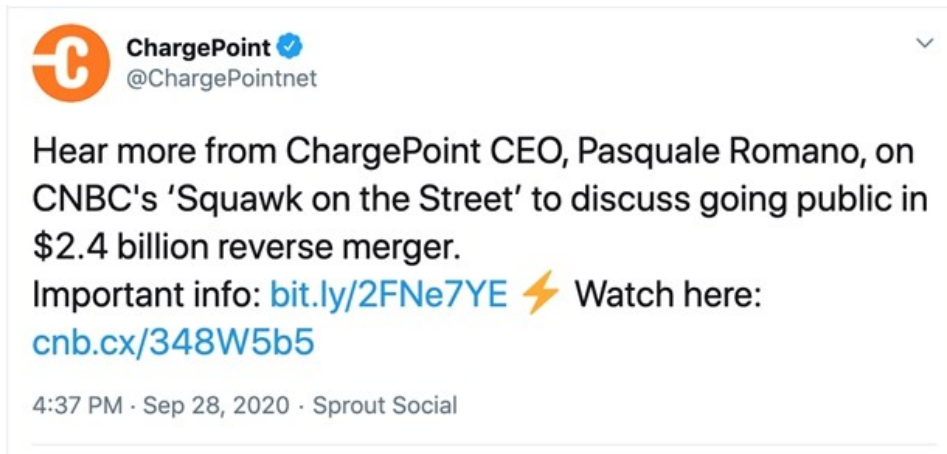 ChargePoint
@ChargePointnet
Hear more from ChargePoint CEO, Pasquale Romano, on
CNBC's ‘Squawk on the Street’ to discuss going public in
$2.4 billion reverse merger.
Important info: bit.ly/2FNe7YE ⚡ Watch here:
cnb.cx/348W5b5
4:37 PM · Sep 28, 2020 · Sprout Social